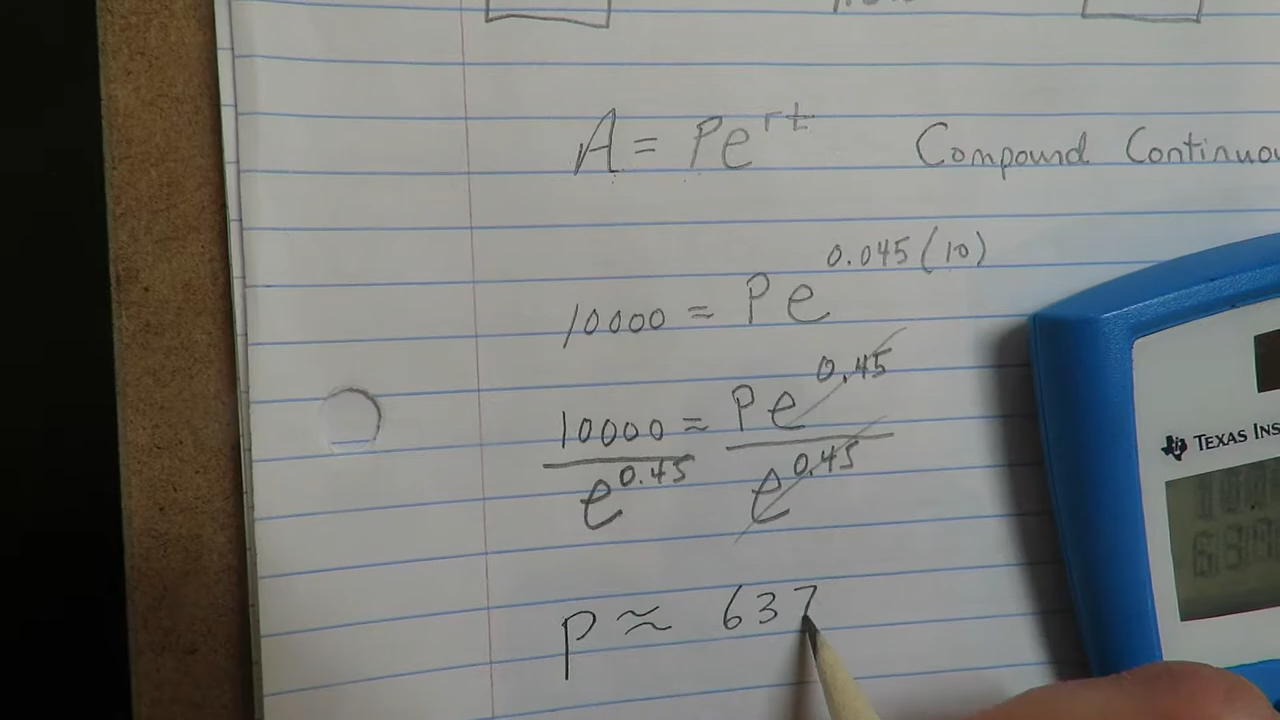 A = Pe^rt Compound Continuou
10000 = Pe^0.045(10)
10000 = Pe^0.45
e^0.45 e^0.45
P ≈ 637
TEXAS INS